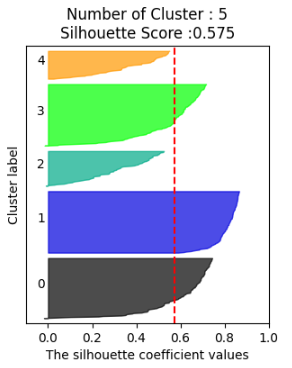 Number of Cluster : 5
Silhouette Score :0.575
Cluster label
4
3
2
1
0
0.0 0.2 0.4 0.6 0.8 1.0
The silhouette coefficient values